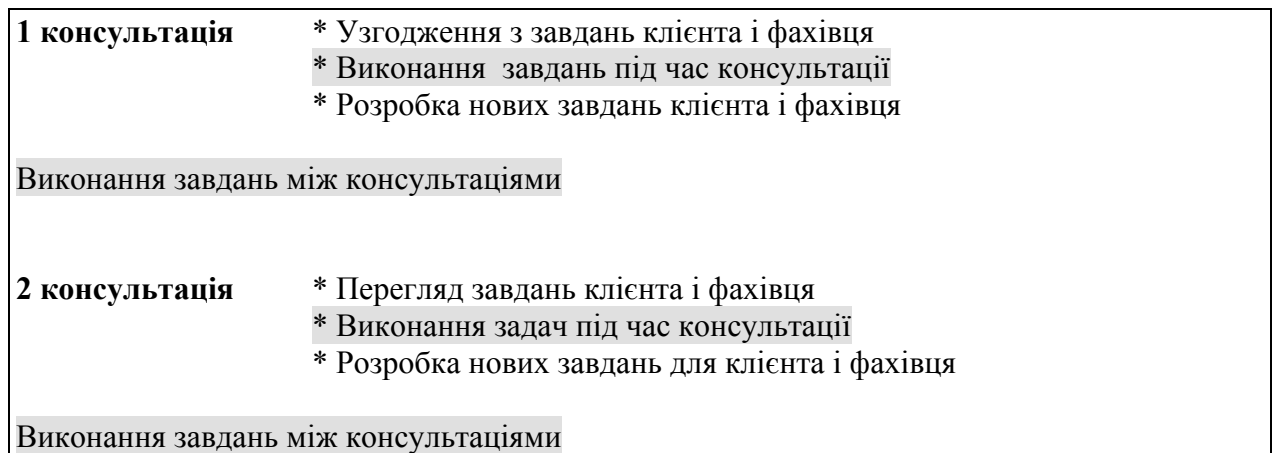 1 консультація * Узгодження з завдань клієнта і фахівця
* Виконання завдань під час консультації
* Розробка нових завдань клієнта і фахівця
Виконання завдань між консультаціями
2 консультація * Перегляд завдань клієнта і фахівця
* Виконання задач під час консультації
* Розробка нових завдань для клієнта і фахівця
Виконання завдань між консультаціями